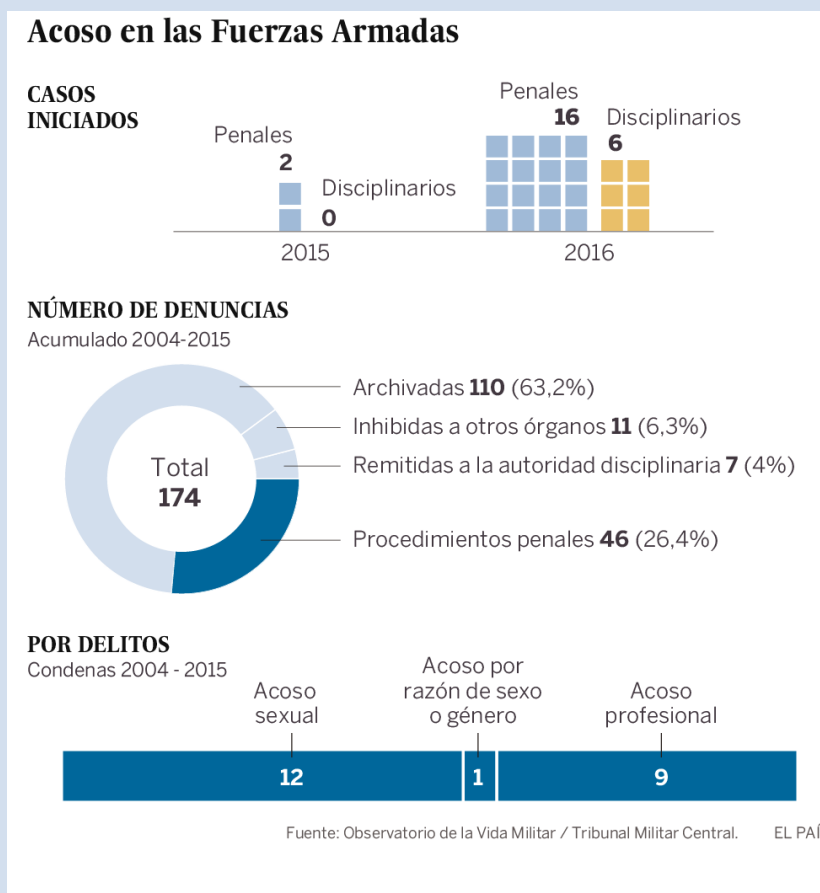 Acoso en las Fuerzas Armadas
CASOS
INICIADOS
Penales
2
Disciplinarios
0
2015
Penales
16
Disciplinarios
6
2016
NÚMERO DE DENUNCIAS
Acumulado 2004-2015
Total
174
Archivadas 110 (63,2%)
Inhibidas a otros órganos 11 (6,3%)
Remitidas a la autoridad disciplinaria 7 (4%)
Procedimientos penales 46 (26,4%)
POR DELITOS
Condenas 2004 - 2015
Acoso
sexual
12
Acoso por
razón de sexo
o género
1
Acoso
profesional
9
Fuente: Observatorio de la Vida Militar / Tribunal Militar Central.
EL PAÍ